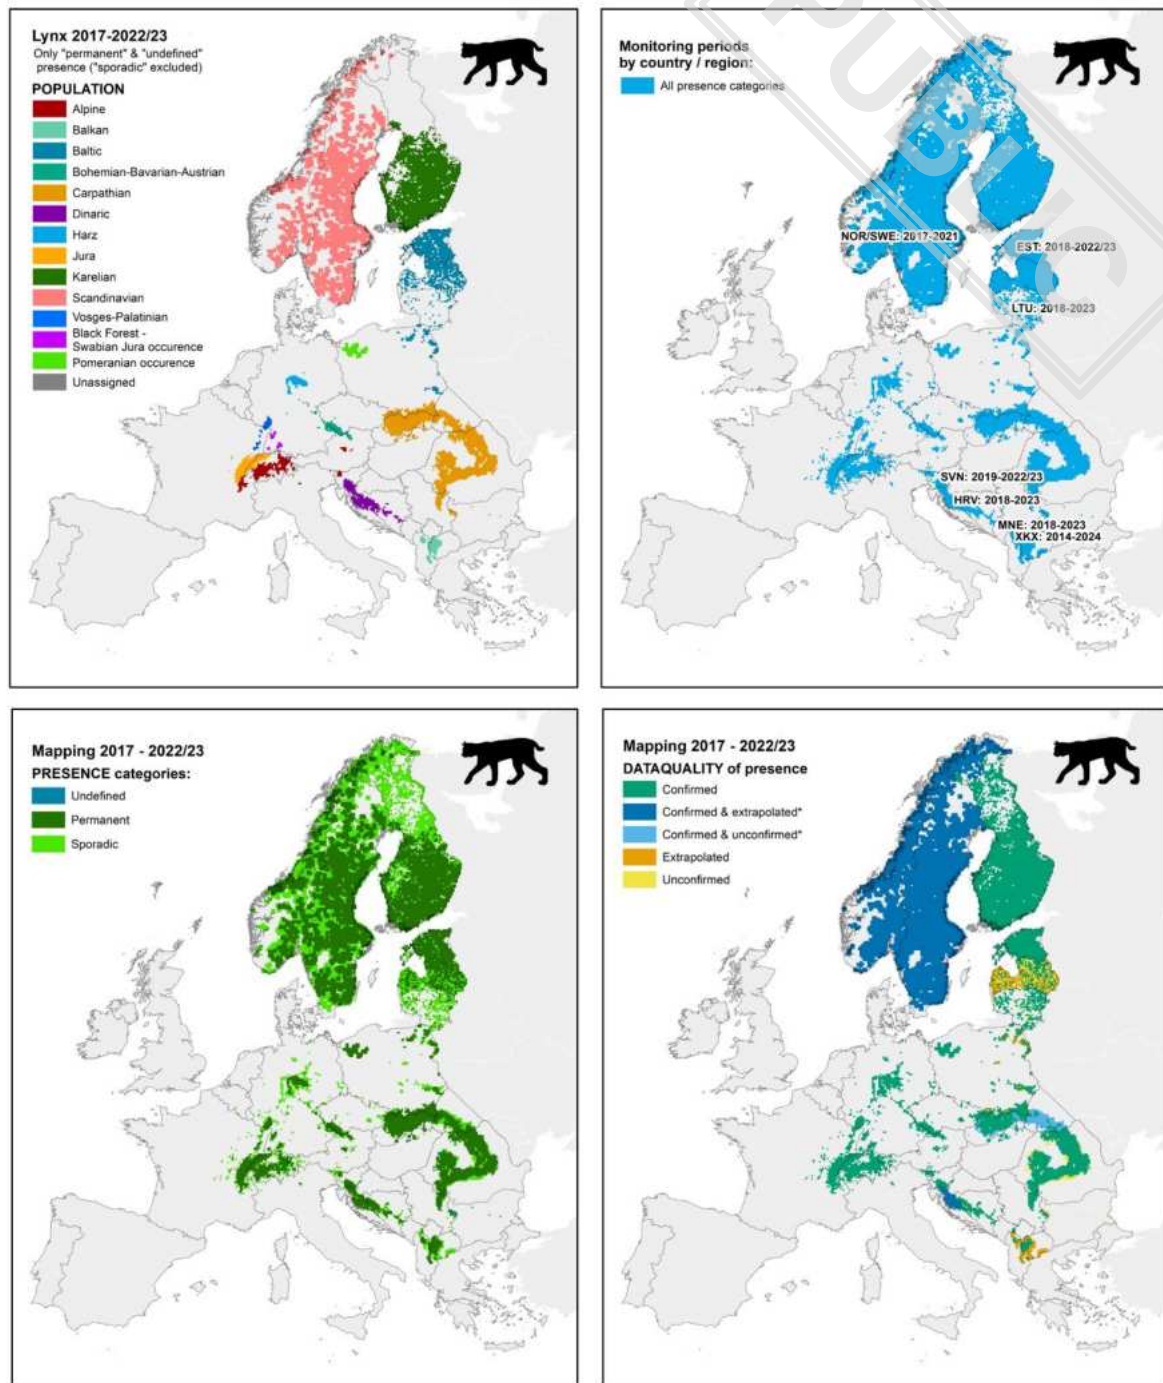 Lynx 2017-2022/23
Only "permanent" & "undefined"
presence ("sporadic" excluded)
POPULATION
Alpine
Balkan
Baltic
Bohemian-Bavarian-Austrian
Carpathian
Dinaric
Harz
Jura
Karelian
Scandinavian
Vosges-Palatinian
Black Forest -
Swabian Jura occurence
Pomeranian occurence
Unassigned
Monitoring periods
by country / region:
All presence categories
NOR/SWE: 2017-2021
EST: 2018-2022/23
LTU: 2018-2023
SVN: 2019-2022/23
HRV: 2018-2023
MNE: 2018-2023
XKX: 2014-2024
PUBLIC
Mapping 2017 - 2022/23
PRESENCE categories:
Undefined
Permanent
Sporadic
Mapping 2017 - 2022/23
DATAQUALITY of presence
Confirmed
Confirmed & extrapolated*
Confirmed & unconfirmed*
Extrapolated
Unconfirmed